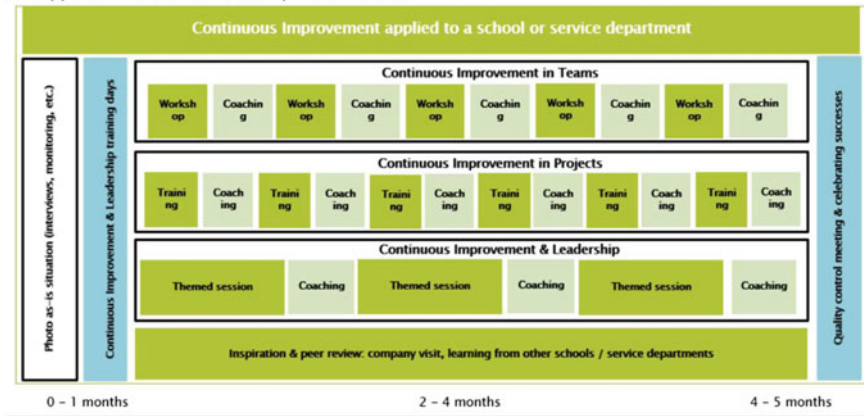 Continuous Improvement applied to a school or service department
Photo as-is situation (interviews, monitoring, etc.)
Continuous Improvement & Leadership training days
Continuous Improvement in Teams
Worksh
op
Coachin
g
Worksh
op
Coachin
g
Worksh
op
Coachin
g
Worksh
op
Coachin
g
Worksh
op
Coachin
g
Continuous Improvement in Projects
Traini
ng
Coach
ing
Traini
ng
Coach
ing
Traini
ng
Coach
ing
Traini
ng
Coach
ing
Traini
ng
Coach
ing
Traini
ng
Coach
ing
Continuous Improvement & Leadership
Themed session
Coaching
Themed session
Coaching
Themed session
Coaching
Inspiration & peer review: company visit, learning from other schools / service departments
Quality control meeting & celebrating successes
0 - 1 months
2 - 4 months
4 - 5 months